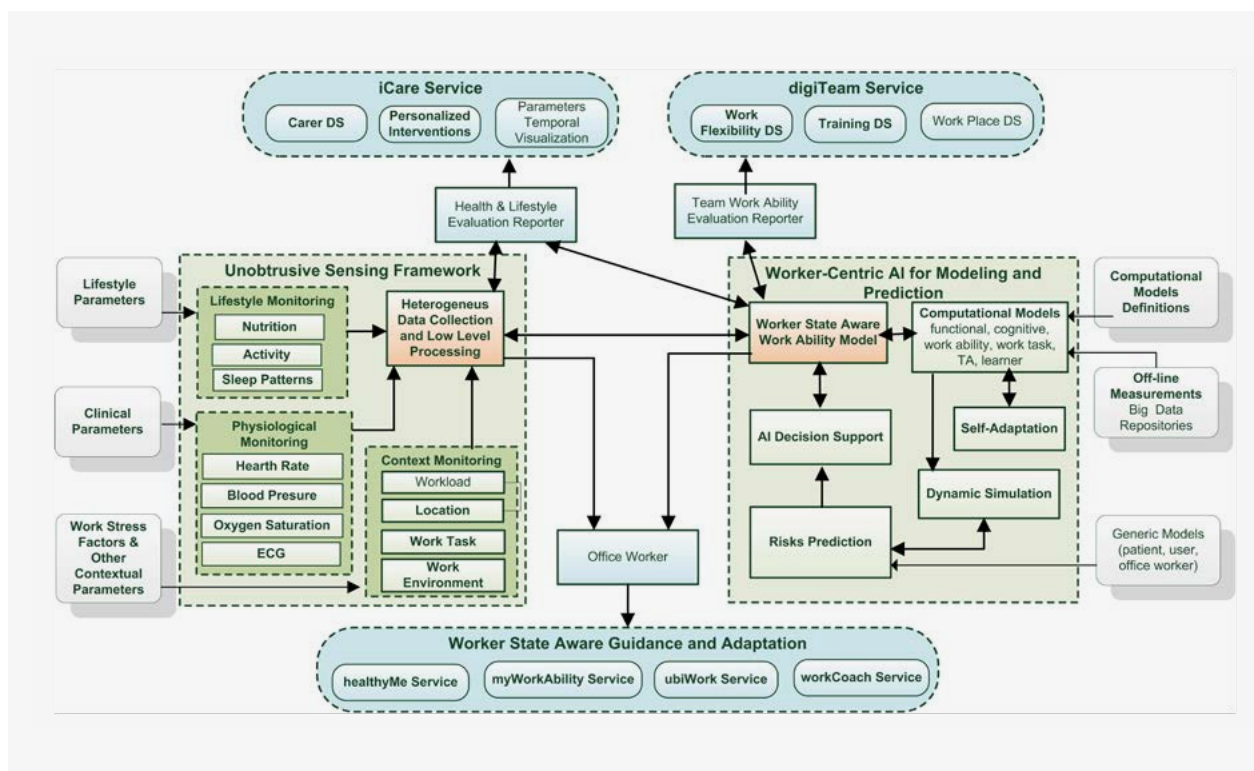 iCare Service
Carer DS
Personalized
Interventions
Parameters
Temporal
Visualization
digiTeam Service
Work
Flexibility DS
Training DS
Work Place DS
Health & Lifestyle
Evaluation Reporter
Team Work Ability
Evaluation Reporter
Lifestyle
Parameters
Clinical
Parameters
Work Stress
Factors &
Other
Contextual
Parameters
Unobtrusive Sensing Framework
Lifestyle Monitoring
Nutrition
Activity
Sleep Patterns
Heterogeneus
Data Collection
and Low Level
Processing
Physiological
Monitoring
Hearth Rate
Blood Presure
Oxygen Saturation
ECG
Context Monitoring
Workload
Location
Work Task
Work
Environment
Office Worker
Worker-Centric AI for Modeling and
Prediction
Worker State Aware
Work Ability Model
Computational Models
functional, cognitive,
work ability, work task,
TA, learner
AI Decision Support
Self-Adaptation
Dynamic Simulation
Risks Prediction
Computational
Models
Definitions
Off-line
Measurements
Big Data
Repositories
Generic Models
(patient, user,
office worker)
Worker State Aware Guidance and Adaptation
healthyMe Service
myWorkAbility Service
ubiWork Service
workCoach Service